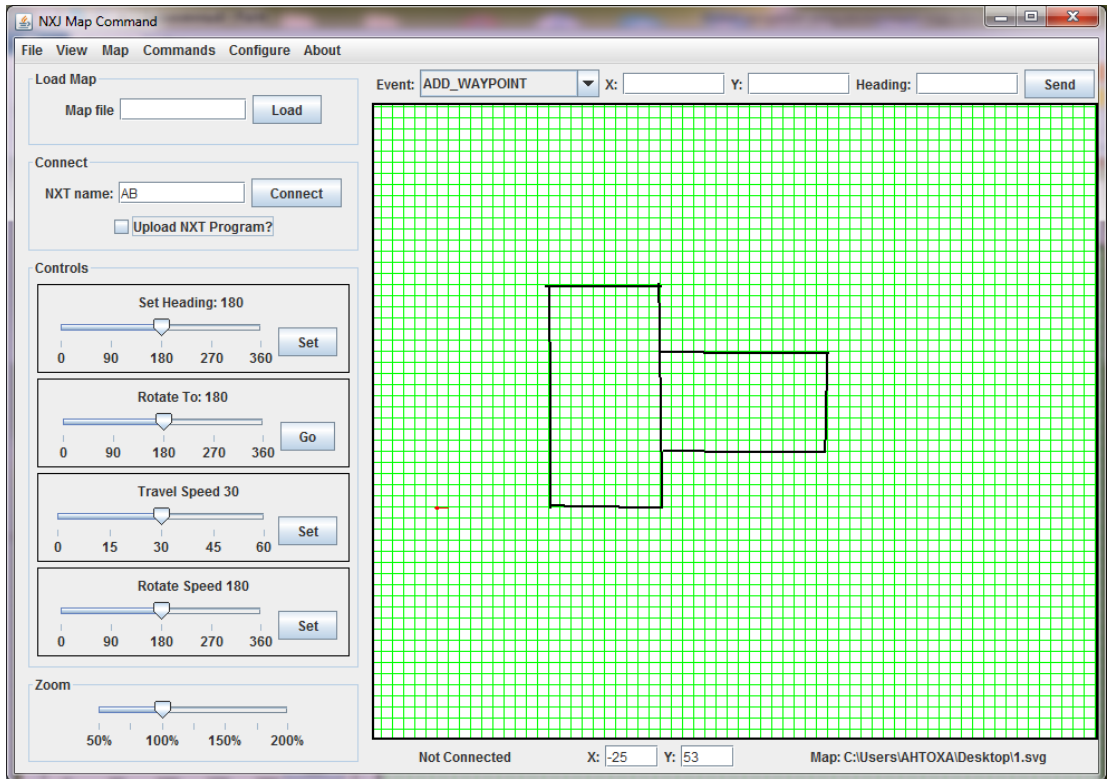 NXJ Map Command
File View Map Commands Configure About
Load Map
Map file Load
Connect
NXT name: AB Connect
Upload NXT Program?
Controls
Set Heading: 180
Set
0 90 180 270 360
Rotate To: 180
Go
0 90 180 270 360
Travel Speed 30
Set
0 15 30 45 60
Rotate Speed 180
Set
0 90 180 270 360
Zoom
50% 100% 150% 200%
Event: ADD_WAYPOINT X: Y: Heading: Send
Not Connected X: -25 Y: 53 Map: C:\Users\AHTOXA\Desktop\1.svg